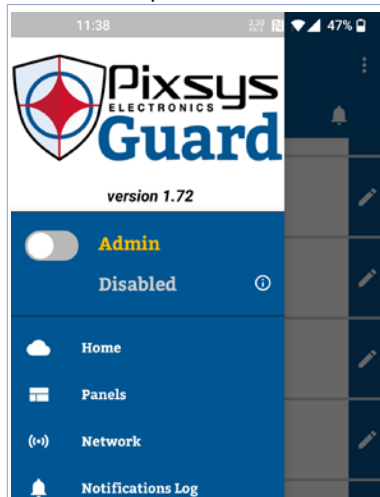 11:38 47%
Pixsys
ELECTRONICS
Guard
version 1.72
Admin
Disabled
Home
Panels
Network
Notifications Log